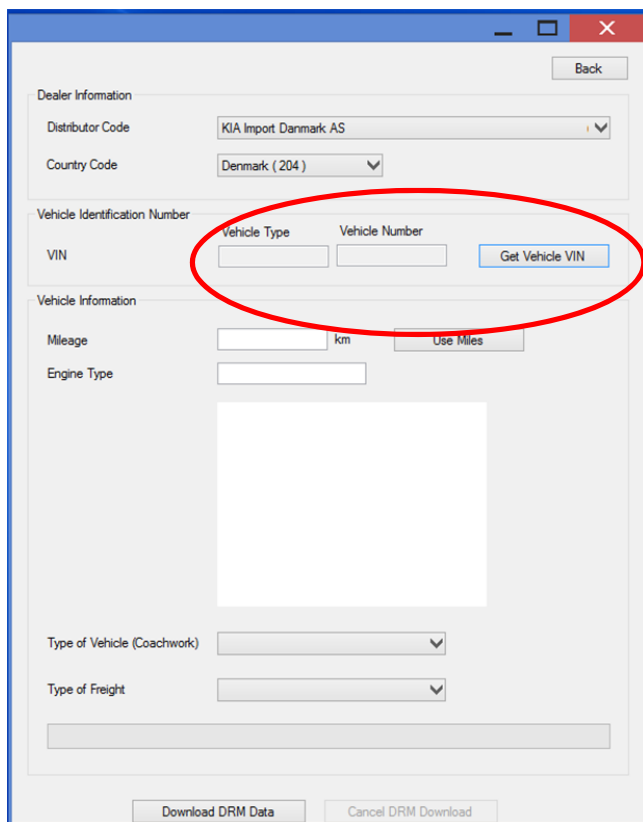 Back
Dealer Information
Distributor Code KIA Import Danmark AS
Country Code Denmark ( 204 )
Vehicle Identification Number
Vehicle Type Vehicle Number
VIN Get Vehicle VIN
Vehicle Information
Mileage km Use Miles
Engine Type
Type of Vehicle (Coachwork)
Type of Freight
Download DRM Data Cancel DRM Download